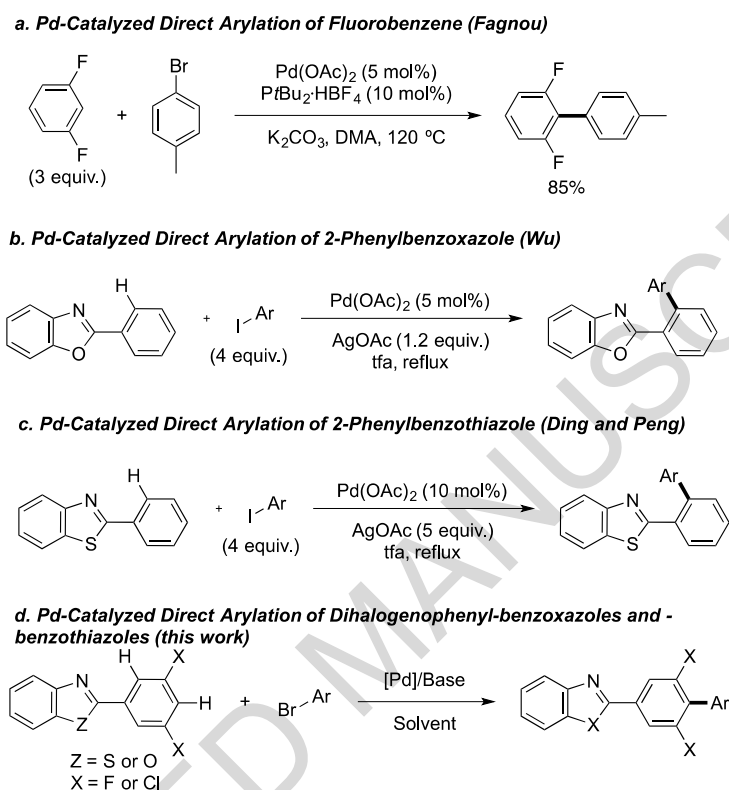 a. Pd-Catalyzed Direct Arylation of Fluorobenzene (Fagnou)
F
F
(3 equiv.)
+
Br
Pd(OAc)2 (5 mol%)
PtBu2·HBF4 (10 mol%)
K2CO3, DMA, 120 ºC
F
F
85%
b. Pd-Catalyzed Direct Arylation of 2-Phenylbenzoxazole (Wu)
H
N
O
+
I
Ar
(4 equiv.)
Pd(OAc)2 (5 mol%)
AgOAc (1.2 equiv.)
tfa, reflux
Ar
N
O
c. Pd-Catalyzed Direct Arylation of 2-Phenylbenzothiazole (Ding and Peng)
H
N
S
+
I
Ar
(4 equiv.)
Pd(OAc)2 (10 mol%)
AgOAc (5 equiv.)
tfa, reflux
Ar
N
S
d. Pd-Catalyzed Direct Arylation of Dihalogenophenyl-benzoxazoles and -
benzothiazoles (this work)
H
X
N
H
Z
X
Z = S or O
X = F or Cl
+
Br
Ar
[Pd]/Base
Solvent
X
N
Ar
X
X